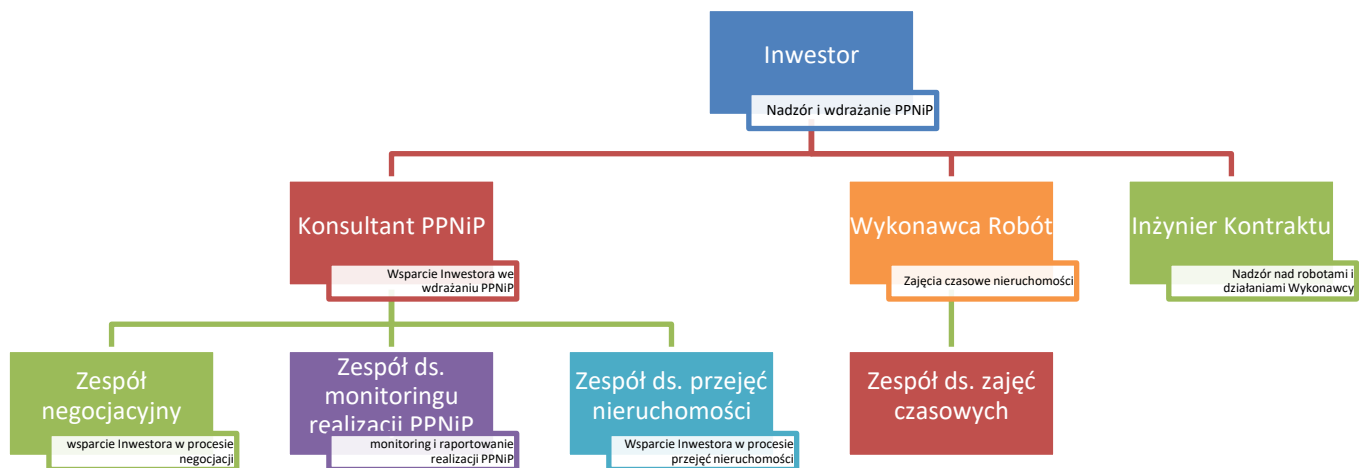 Inwestor
Nadzór i wdrażanie PPNiP
Konsultant PPNiP
Wsparcie Inwestora we
wdrażaniu PPNiP
Wykonawca Robót
Zajęcia czasowe nieruchomości
Inżynier Kontraktu
Nadzór nad robotami i
działaniami Wykonawcy
Zespół
negocjacyjny
wsparcie Inwestora w procesie
negocjacji
Zespół ds.
monitoringu
realizacji PPNiP
monitoring i raportowanie
realizacji PPNiP
Zespół ds. przejęć
nieruchomości
Wsparcie Inwestora w procesie
przejęć nieruchomości
Zespół ds. zajęć
czasowych